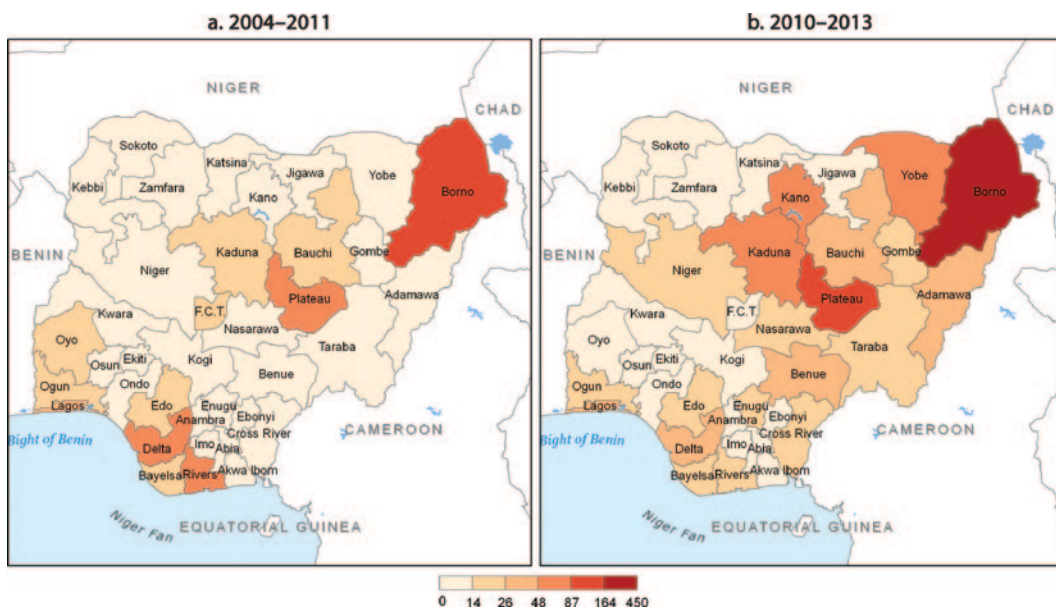 a. 2004–2011
NIGER
CHAD
Sokoto
Katsina
Jigawa
Yobe
Kebbi
Zamfara
Kano
Borno
BENIN
Kaduna
Bauchi
Gombe
Niger
Adamawa
Plateau
F.C.T.
Kwara
Nasarawa
Oyo
Taraba
Osun
Ekiti
Kogi
Benue
Ogun
Ondo
Lagos
Edo
Enugu
Anambra
Ebonyi
Cross River
Bight of Benin
CAMEROON
Delta
Imo
Abia
Bayelsa
Rivers
Akwa Ibom
Niger Fan
EQUATORIAL GUINEA
b. 2010–2013
NIGER
CHAD
Sokoto
Katsina
Jigawa
Yobe
Kebbi
Zamfara
Kano
Borno
BENIN
Kaduna
Bauchi
Gombe
Niger
Adamawa
Plateau
F.C.T.
Kwara
Nasarawa
Oyo
Taraba
Osun
Ekiti
Kogi
Benue
Ogun
Ondo
Lagos
Edo
Enugu
Anambra
Ebonyi
Cross River
Bight of Benin
CAMEROON
Delta
Imo
Abia
Bayelsa
Rivers
Akwa Ibom
Niger Fan
EQUATORIAL GUINEA
0 14 26 48 87 164 450